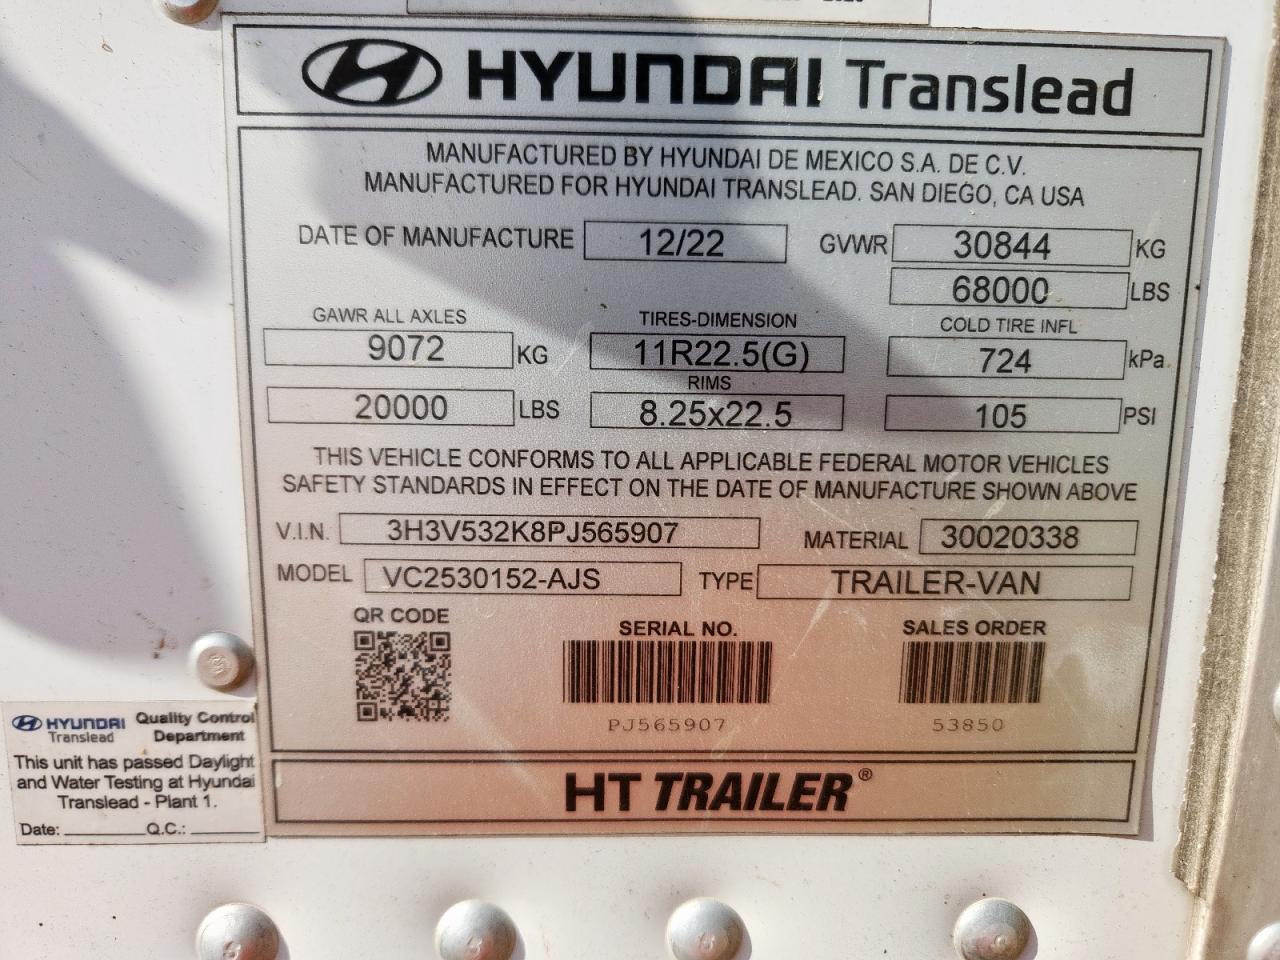 HYUNDAI Translead
MANUFACTURED BY HYUNDAI DE MEXICO S.A. DE C.V.
MANUFACTURED FOR HYUNDAI TRANSLEAD. SAN DIEGO, CA USA
DATE OF MANUFACTURE 12/22 GVWR 30844 KG
68000 LBS
GAWR ALL AXLES TIRES-DIMENSION COLD TIRE INFL
9072 KG 11R22.5(G) 724 kPa
RIMS
20000 LBS 8.25x22.5 105 PSI
THIS VEHICLE CONFORMS TO ALL APPLICABLE FEDERAL MOTOR VEHICLES
SAFETY STANDARDS IN EFFECT ON THE DATE OF MANUFACTURE SHOWN ABOVE
V.I.N. 3H3V532K8PJ565907 MATERIAL 30020338
MODEL VC2530152-AJS TYPE TRAILER-VAN
QR CODE SERIAL NO. SALES ORDER
PJ565907 53850
HT TRAILER®
HYUNDAI Translead Quality Control Department
This unit has passed Daylight
and Water Testing at Hyundai
Translead - Plant 1.
Date: ________ Q.C.: ________